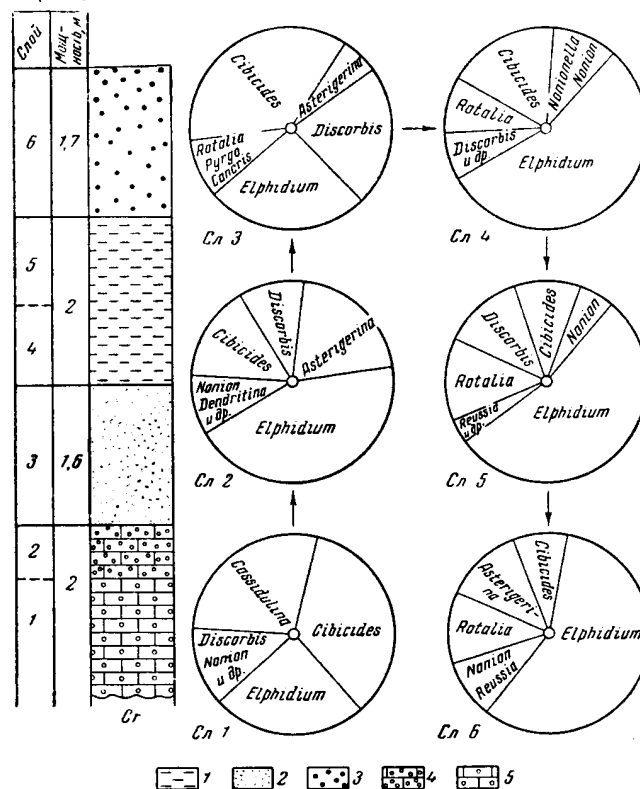 Слой
Мощ-
ность, м
6
1,7
5
2
4
3
1,6
2
2
1
Cr
Cibicides
Asterigerina
Discorbis
Rotalia
Pyrgo
Cancris
Elphidium
Сл 3
Cibicides
Nonionella
Nonion
Rotalia
Discorbis
и др.
Elphidium
Сл 4
Discorbis
Cibicides
Asterigerina
Nonion
Dendritina
и др.
Elphidium
Сл 2
Discorbis
Cibicides
Nonion
Rotalia
Reussia
и др.
Elphidium
Сл 5
Cassidulina
Cibicides
Discorbis
Nonion
и др.
Elphidium
Сл 1
Asterigeri-
na
Cibicides
Rotalia
Elphidium
Nonion
Reussia
Сл 6
1
2
3
4
5